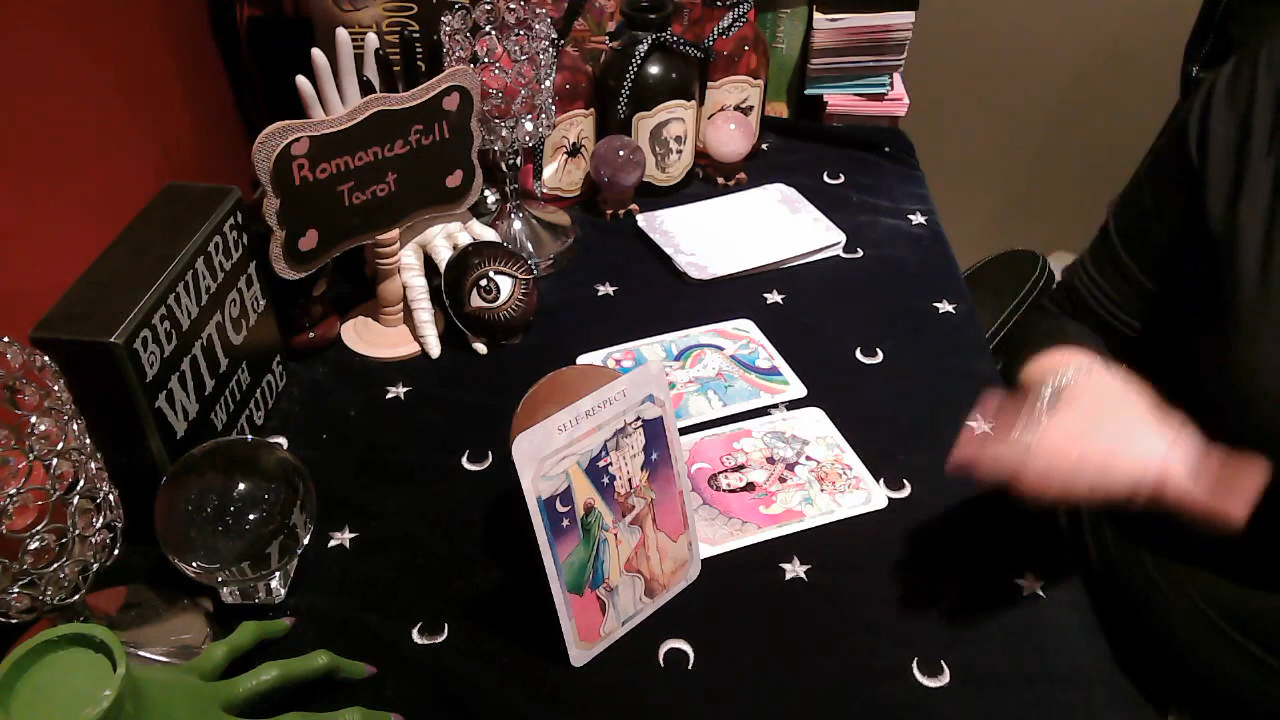 Romancefull
Tarot
BEWARE:
WITCH
WITH
SELF-RESPECT